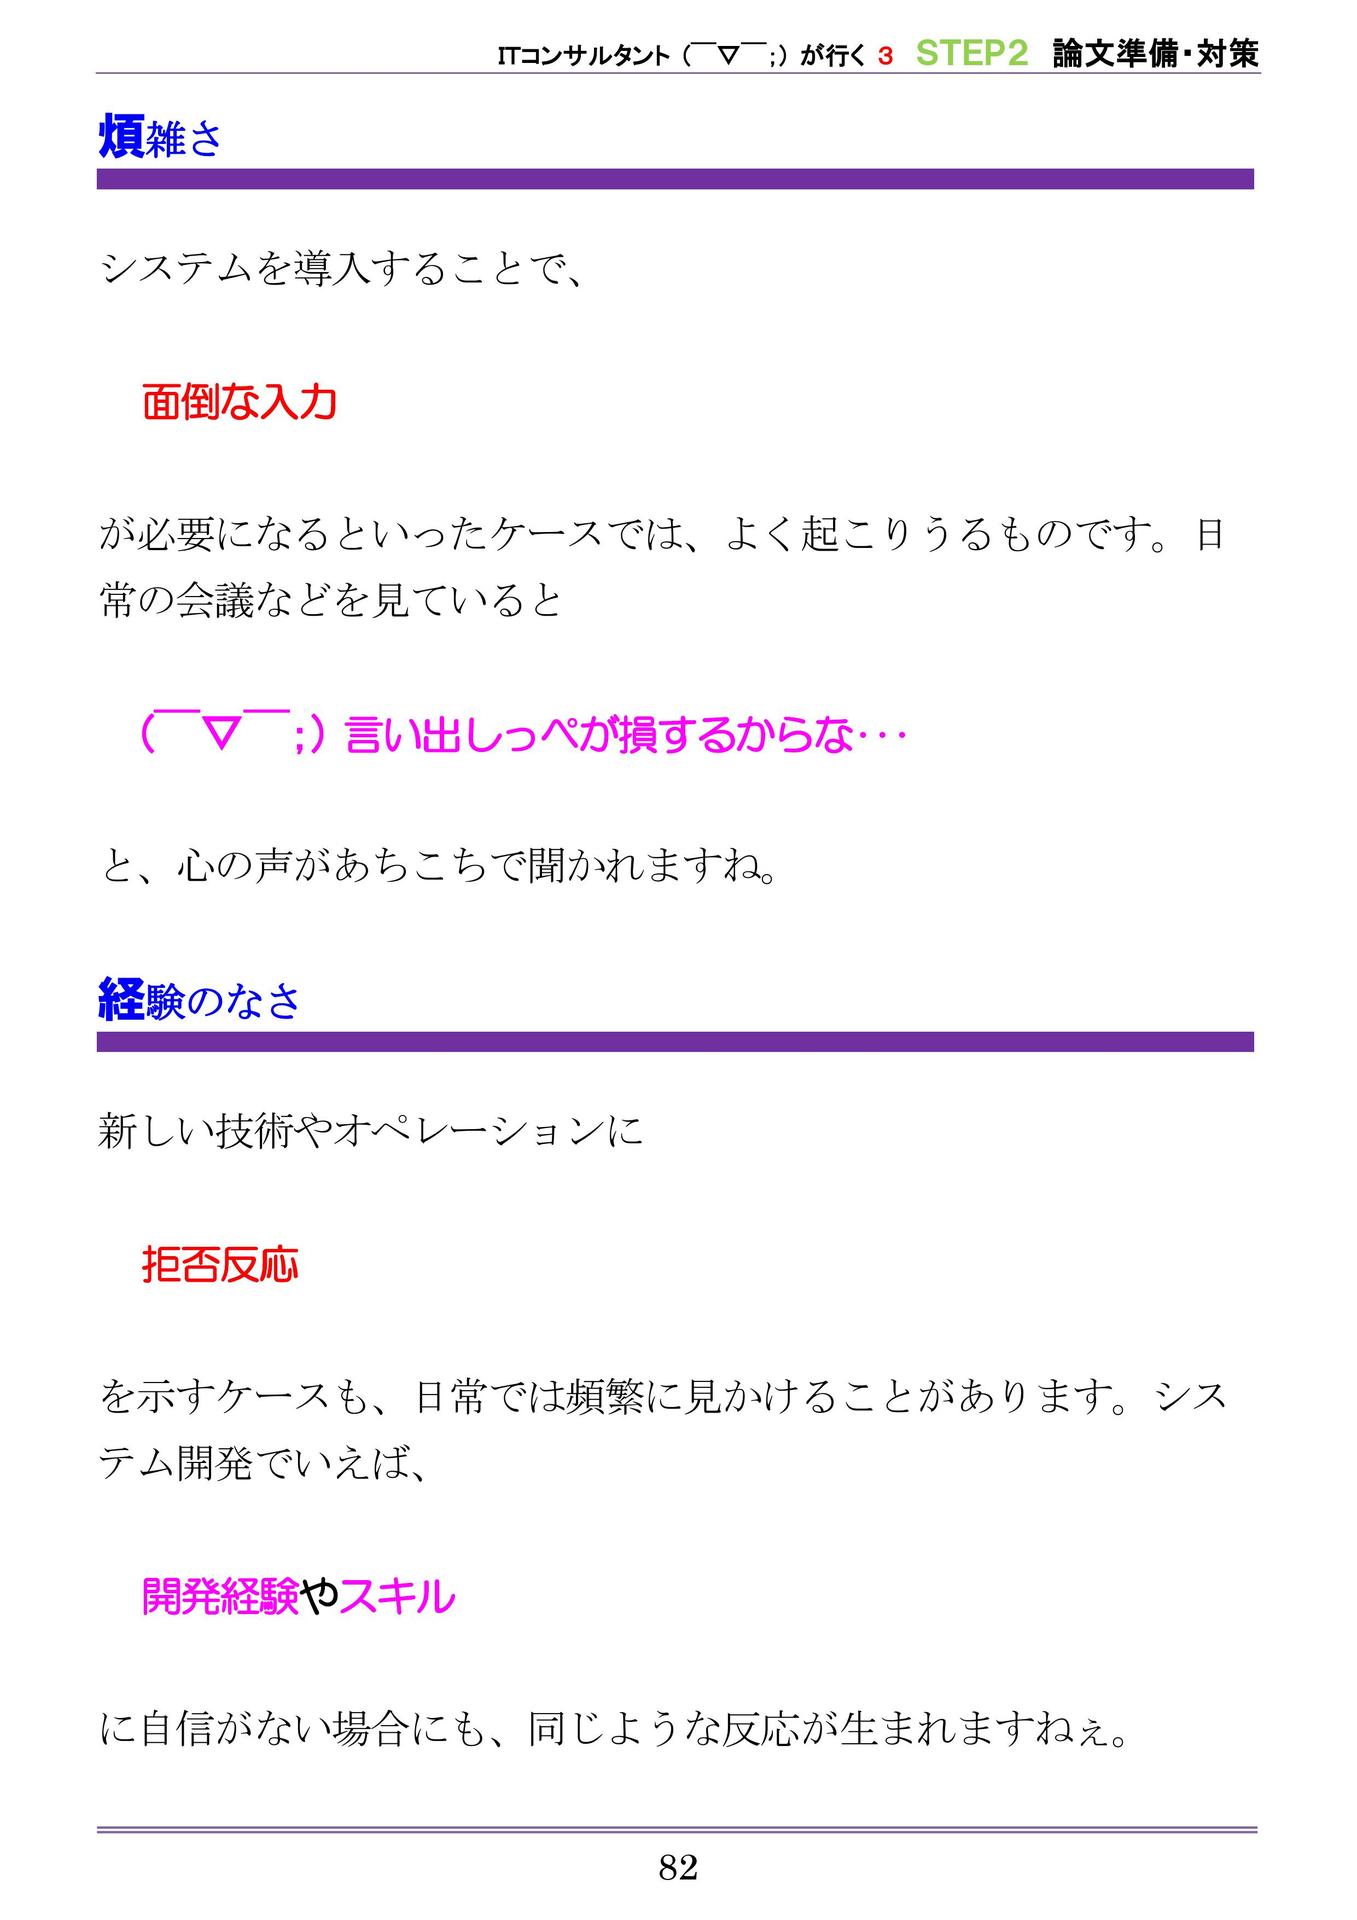 ITコンサルタント（￣▽￣;）が行く 3 STEP2 論文準備・対策
煩雑さ
システムを導入することで、
面倒な入力
が必要になるといったケースでは、よく起こりうるものです。日
常の会議などを見ていると
（￣▽￣;）言い出しっぺが損するからな･･･
と、心の声があちこちで聞かれますね。
経験のなさ
新しい技術やオペレーションに
拒否反応
を示すケースも、日常では頻繁に見かけることがあります。シス
テム開発でいえば、
開発経験やスキル
に自信がない場合にも、同じような反応が生まれますねぇ。
82